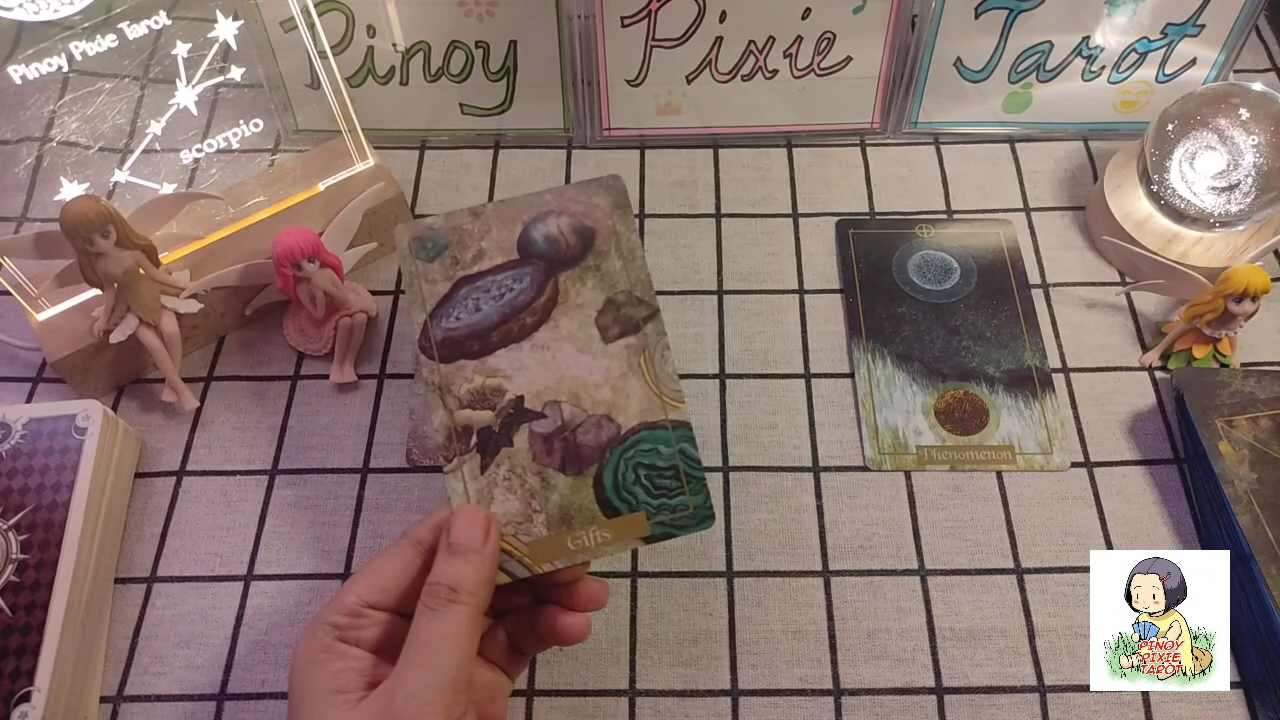 Pinoy Pixie Tarot
scorpio
Pinoy
Pixie
Tarot
Gifts
Phenomenon
PINOY
PIXIE
TAROT